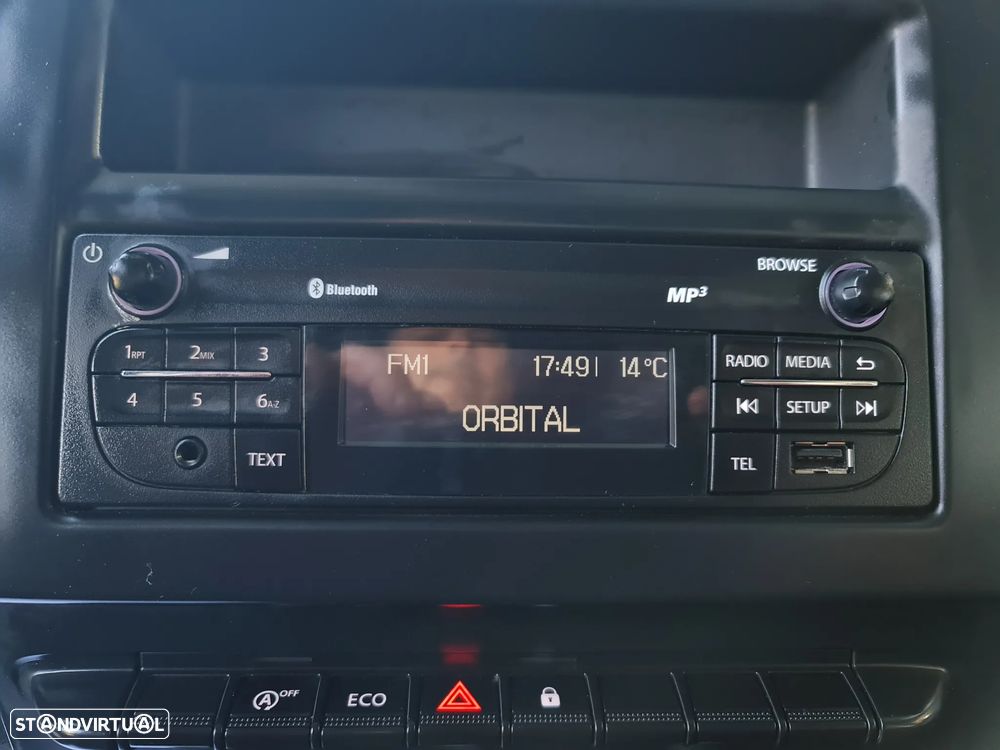 BROWSE
Bluetooth
MP3
1RPT 2MIX 3
FM1 17:49 14°C
RADIO MEDIA
4 5 6A-Z
ORBITAL
SETUP
TEXT
TEL
A OFF ECO
STANDVIRTUAL